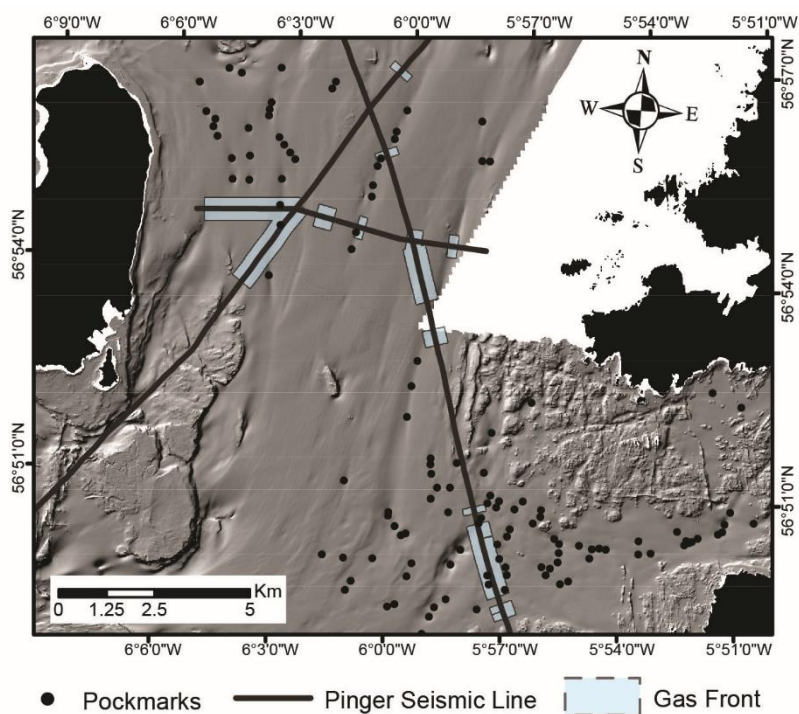 6°9'0"W 6°6'0"W 6°3'0"W 6°0'0"W 5°57'0"W 5°54'0"W 5°51'0"W
N
W E
S
56°57'0"N
56°54'0"N
56°54'0"N
56°51'0"N
56°51'0"N
Km
0 1.25 2.5 5
6°6'0"W 6°3'0"W 6°0'0"W 5°57'0"W 5°54'0"W 5°51'0"W
Pockmarks Pinger Seismic Line Gas Front